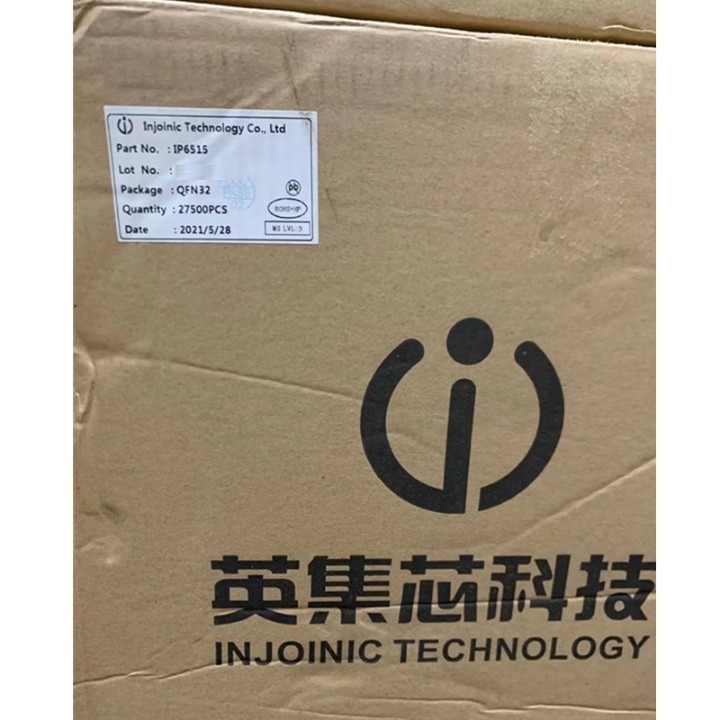 Injoinic Technology Co., Ltd
Part No. : IP6515
Lot No. :
Package : QFN32
Quantity : 27500PCS
Date : 2021/5/28
ROHS+HF
MS LVL:3
英集芯科技
INJOINIC TECHNOLOGY